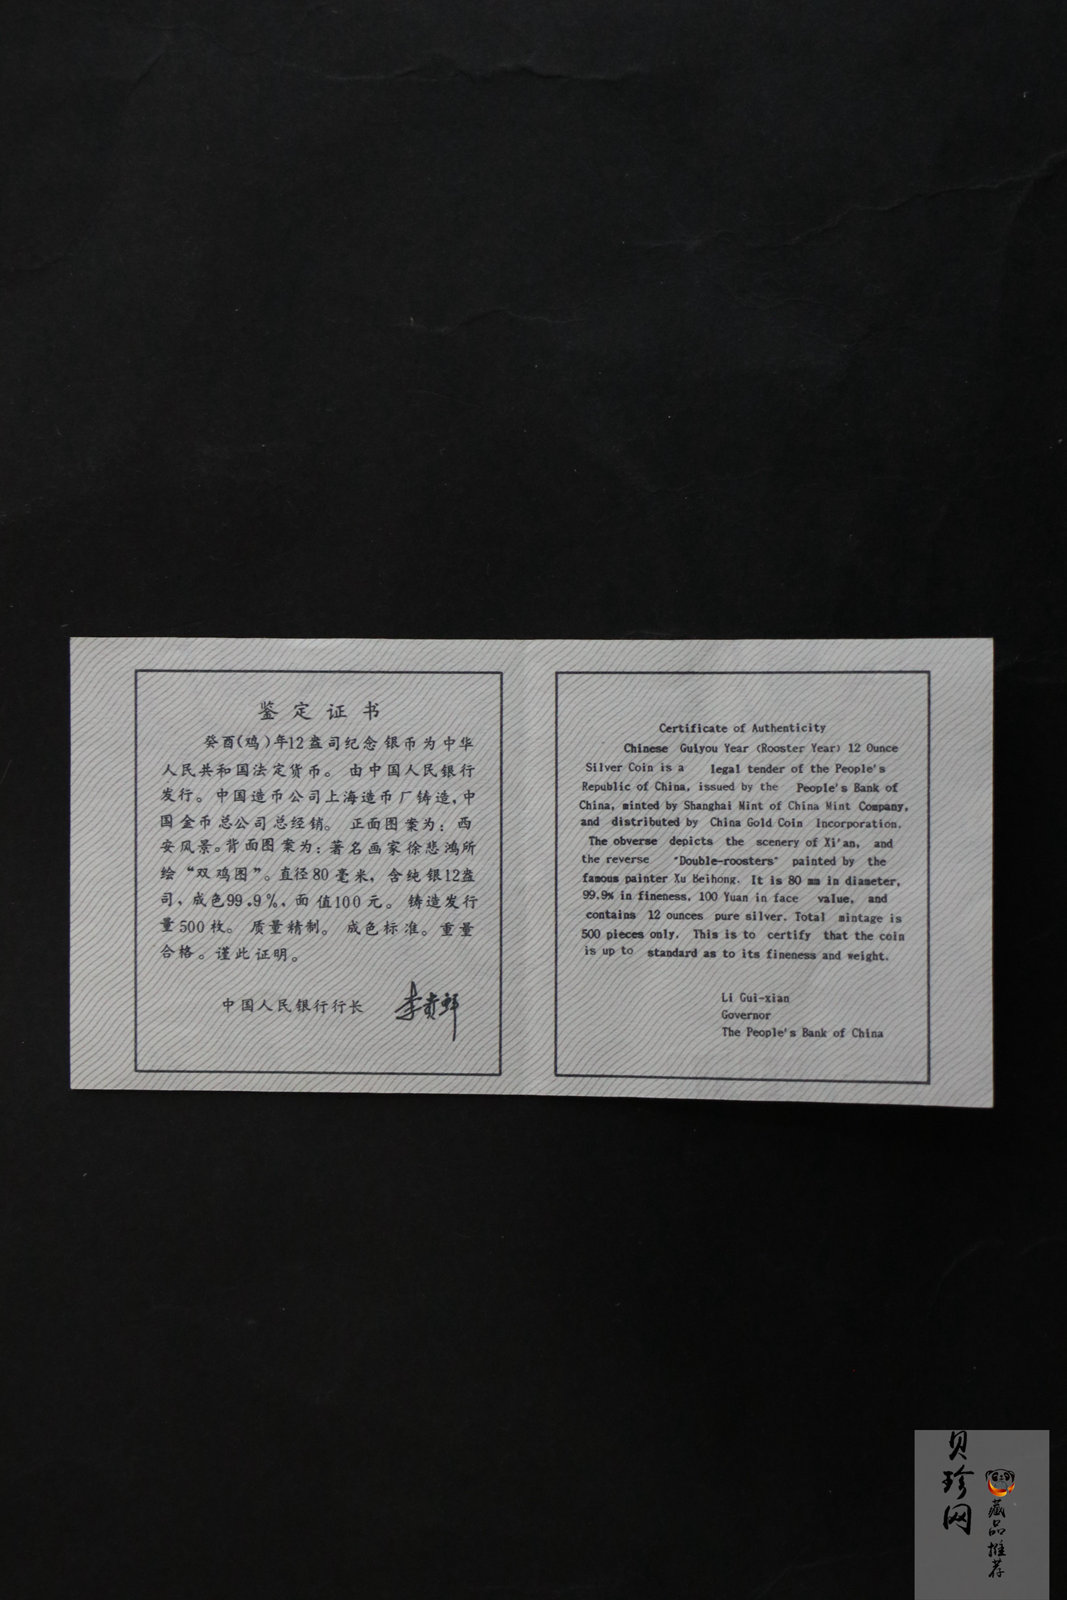 鉴定证书
癸酉(鸡)年12盎司纪念银币为中华
人民共和国法定货币。由中国人民银行
发行。中国造币公司上海造币厂铸造,中
国金币总公司总经销。正面图案为:西
安风景。背面图案为:著名画家徐悲鸿所
绘“双鸡图”。直径80毫米,含纯银12盎
司,成色99.9%,面值100元。铸造发行
量500枚。质量精制。成色标准。重量
合格。谨此证明。
中国人民银行行长 李贵鲜
Certificate of Authenticity
Chinese Guiyou Year (Rooster Year) 12 Ounce
Silver Coin is a legal tender of the People's
Republic of China, issued by the People's Bank of
China, minted by Shanghai Mint of China Mint Company,
and distributed by China Gold Coin Incorporation.
The obverse depicts the scenery of Xi'an, and
the reverse "Double-roosters" painted by the
famous painter Xu Beihong. It is 80 mm in diameter,
99.9% in fineness, 100 Yuan in face value, and
contains 12 ounces pure silver. Total mintage is
500 pieces only. This is to certify that the coin
is up to standard as to its fineness and weight.
Li Gui-xian
Governor
The People's Bank of China
贝珍网
藏品推荐